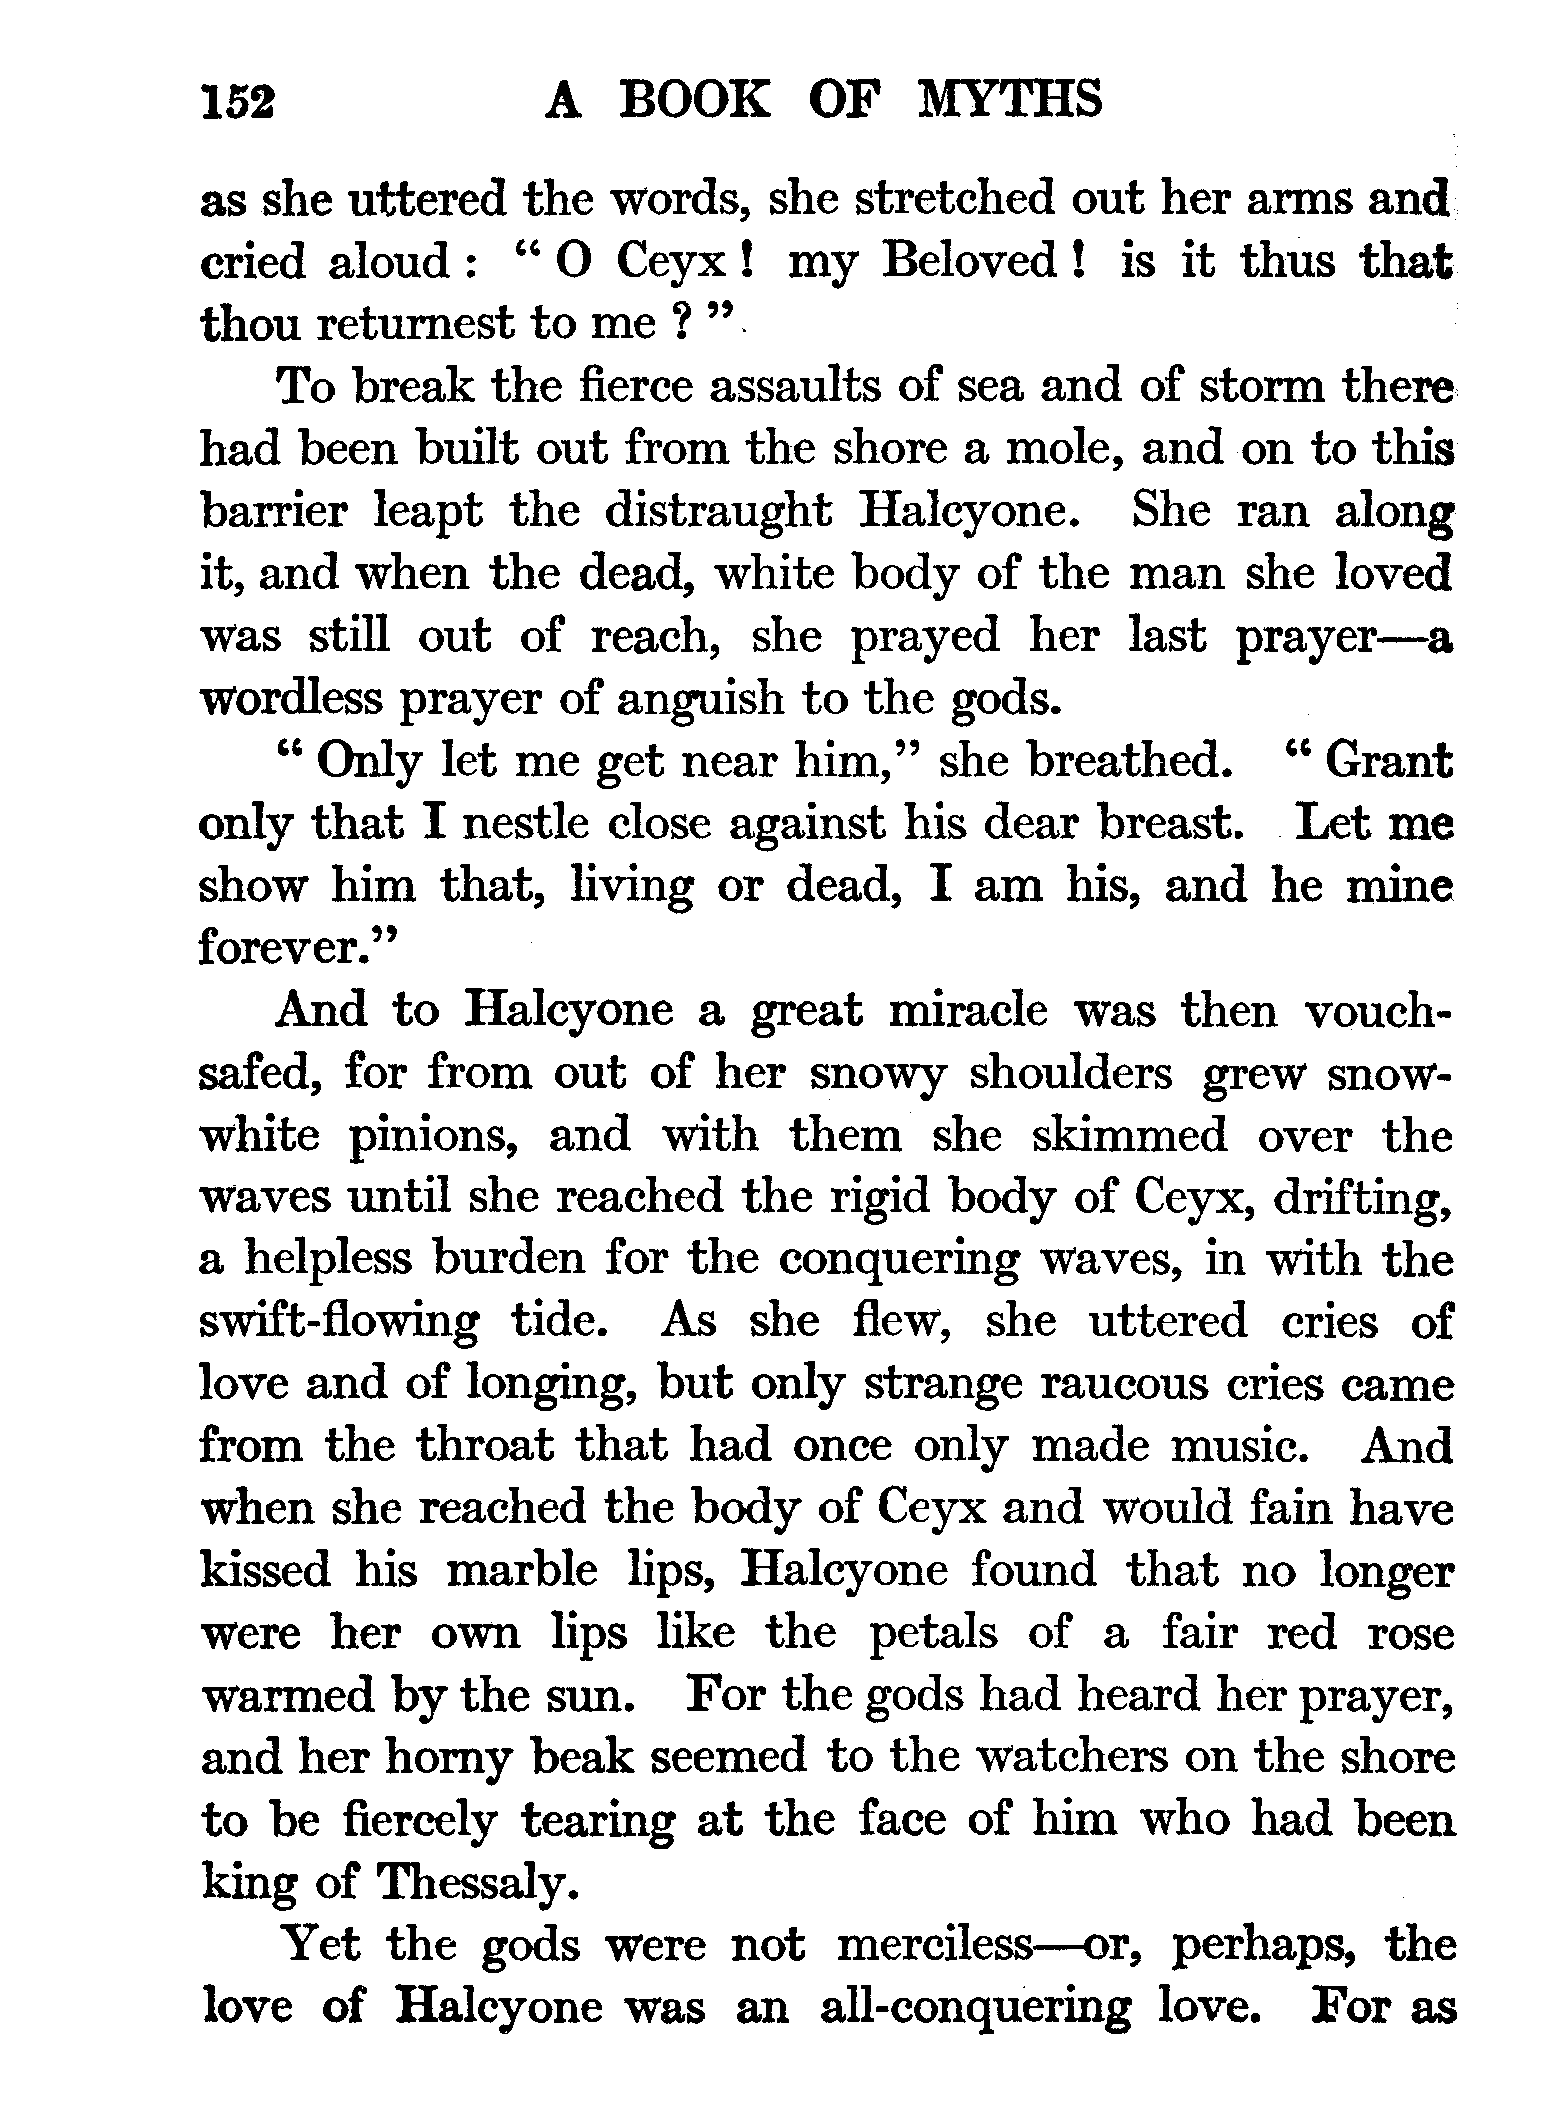 152 A BOOK OF MYTHS
as she uttered the words, she stretched out her arms and
cried aloud : “ O Ceyx ! my Beloved ! is it thus that
thou returnest to me ? ”
To break the fierce assaults of sea and of storm there
had been built out from the shore a mole, and on to this
barrier leapt the distraught Halcyone. She ran along
it, and when the dead, white body of the man she loved
was still out of reach, she prayed her last prayer—a
wordless prayer of anguish to the gods.
“ Only let me get near him,” she breathed. “ Grant
only that I nestle close against his dear breast. Let me
show him that, living or dead, I am his, and he mine
forever.”
And to Halcyone a great miracle was then vouch-
safed, for from out of her snowy shoulders grew snow-
white pinions, and with them she skimmed over the
waves until she reached the rigid body of Ceyx, drifting,
a helpless burden for the conquering waves, in with the
swift-flowing tide. As she flew, she uttered cries of
love and of longing, but only strange raucous cries came
from the throat that had once only made music. And
when she reached the body of Ceyx and would fain have
kissed his marble lips, Halcyone found that no longer
were her own lips like the petals of a fair red rose
warmed by the sun. For the gods had heard her prayer,
and her horny beak seemed to the watchers on the shore
to be fiercely tearing at the face of him who had been
king of Thessaly.
Yet the gods were not merciless—or, perhaps, the
love of Halcyone was an all-conquering love. For as